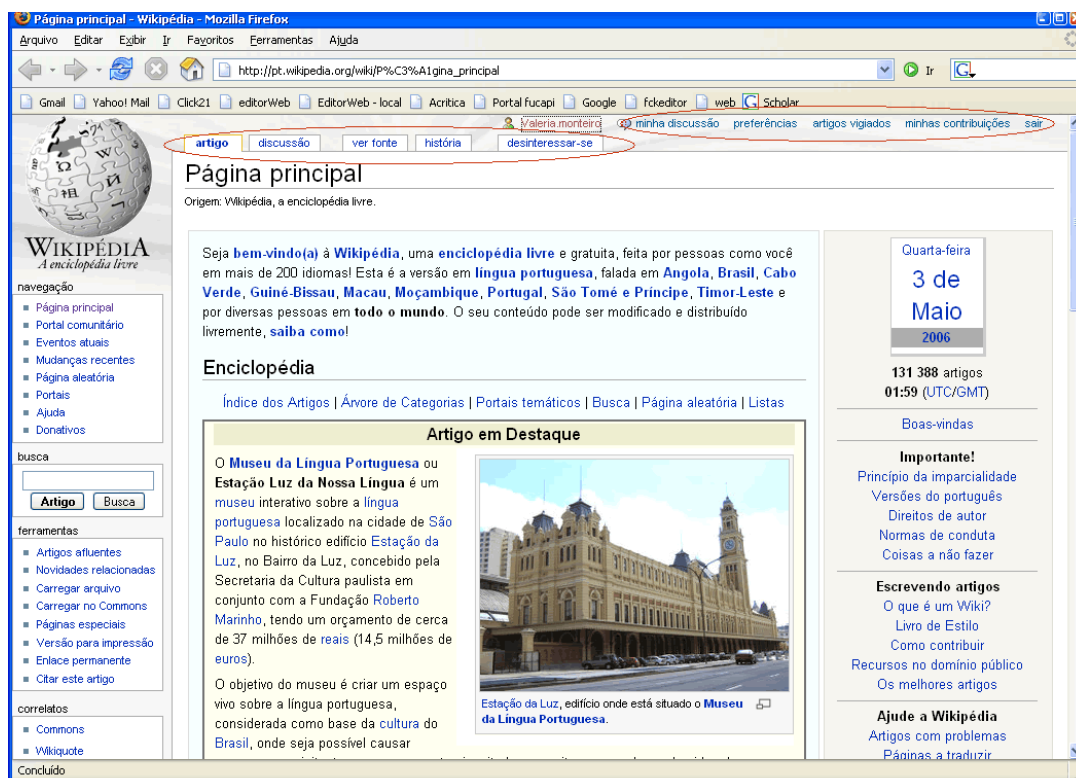 Página principal - Wikipédia - Mozilla Firefox
Arquivo Editar Exibir Ir Favoritos Ferramentas Ajuda
http://pt.wikipedia.org/wiki/P%C3%A1gina_principal Ir
Gmail Yahoo! Mail Click21 editorWeb EditorWeb - local Acritica Portal fucapi Google fckeditor web Scholar
Valeria.monteiro minha discussão preferências artigos vigiados minhas contribuições sair
artigo discussão ver fonte história desinteressar-se
WIKIPÉDIA
A enciclopédia livre
navegação
Página principal
Portal comunitário
Eventos atuais
Mudanças recentes
Página aleatória
Portais
Ajuda
Donativos
busca
Artigo Busca
ferramentas
Artigos afluentes
Novidades relacionadas
Carregar arquivo
Carregar no Commons
Páginas especiais
Versão para impressão
Enlace permanente
Citar este artigo
correlatos
Commons
Wikiquote
Página principal
Origem: Wikipédia, a enciclopédia livre.
Seja bem-vindo(a) à Wikipédia, uma enciclopédia livre e gratuita, feita por pessoas como você
em mais de 200 idiomas! Esta é a versão em língua portuguesa, falada em Angola, Brasil, Cabo
Verde, Guiné-Bissau, Macau, Moçambique, Portugal, São Tomé e Príncipe, Timor-Leste e
por diversas pessoas em todo o mundo. O seu conteúdo pode ser modificado e distribuído
livremente, saiba como!
Enciclopédia
Índice dos Artigos | Árvore de Categorias | Portais temáticos | Busca | Página aleatória | Listas
Artigo em Destaque
O Museu da Língua Portuguesa ou
Estação Luz da Nossa Língua é um
museu interativo sobre a língua
portuguesa localizado na cidade de São
Paulo no histórico edifício Estação da
Luz, no Bairro da Luz, concebido pela
Secretaria da Cultura paulista em
conjunto com a Fundação Roberto
Marinho, tendo um orçamento de cerca
de 37 milhões de reais (14,5 milhões de
euros).
O objetivo do museu é criar um espaço
vivo sobre a língua portuguesa,
considerada como base da cultura do
Brasil, onde seja possível causar
Estação da Luz, edifício onde está situado o Museu
da Língua Portuguesa.
Quarta-feira
3 de
Maio
2006
131 388 artigos
01:59 (UTC/GMT)
Boas-vindas
Importante!
Princípio da imparcialidade
Versões do português
Direitos de autor
Normas de conduta
Coisas a não fazer
Escrevendo artigos
O que é um Wiki?
Livro de Estilo
Como contribuir
Recursos no domínio público
Os melhores artigos
Ajude a Wikipédia
Artigos com problemas
Páginas a traduzir
Concluído